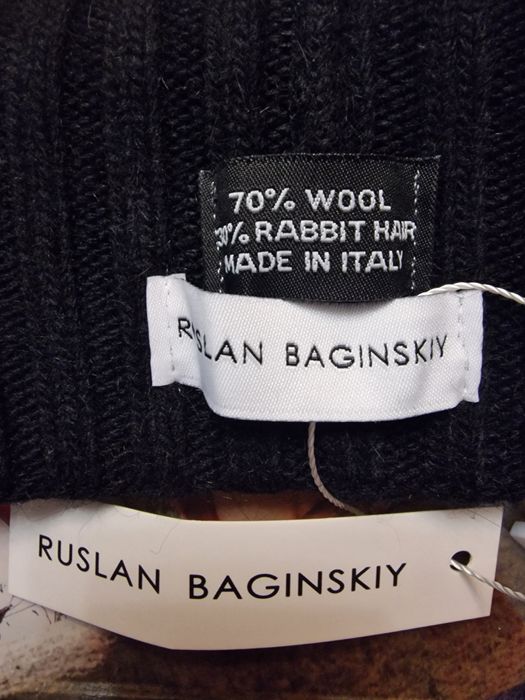 70% WOOL
30% RABBIT HAIR
MADE IN ITALY
RUSLAN BAGINSKIY
RUSLAN BAGINSKIY